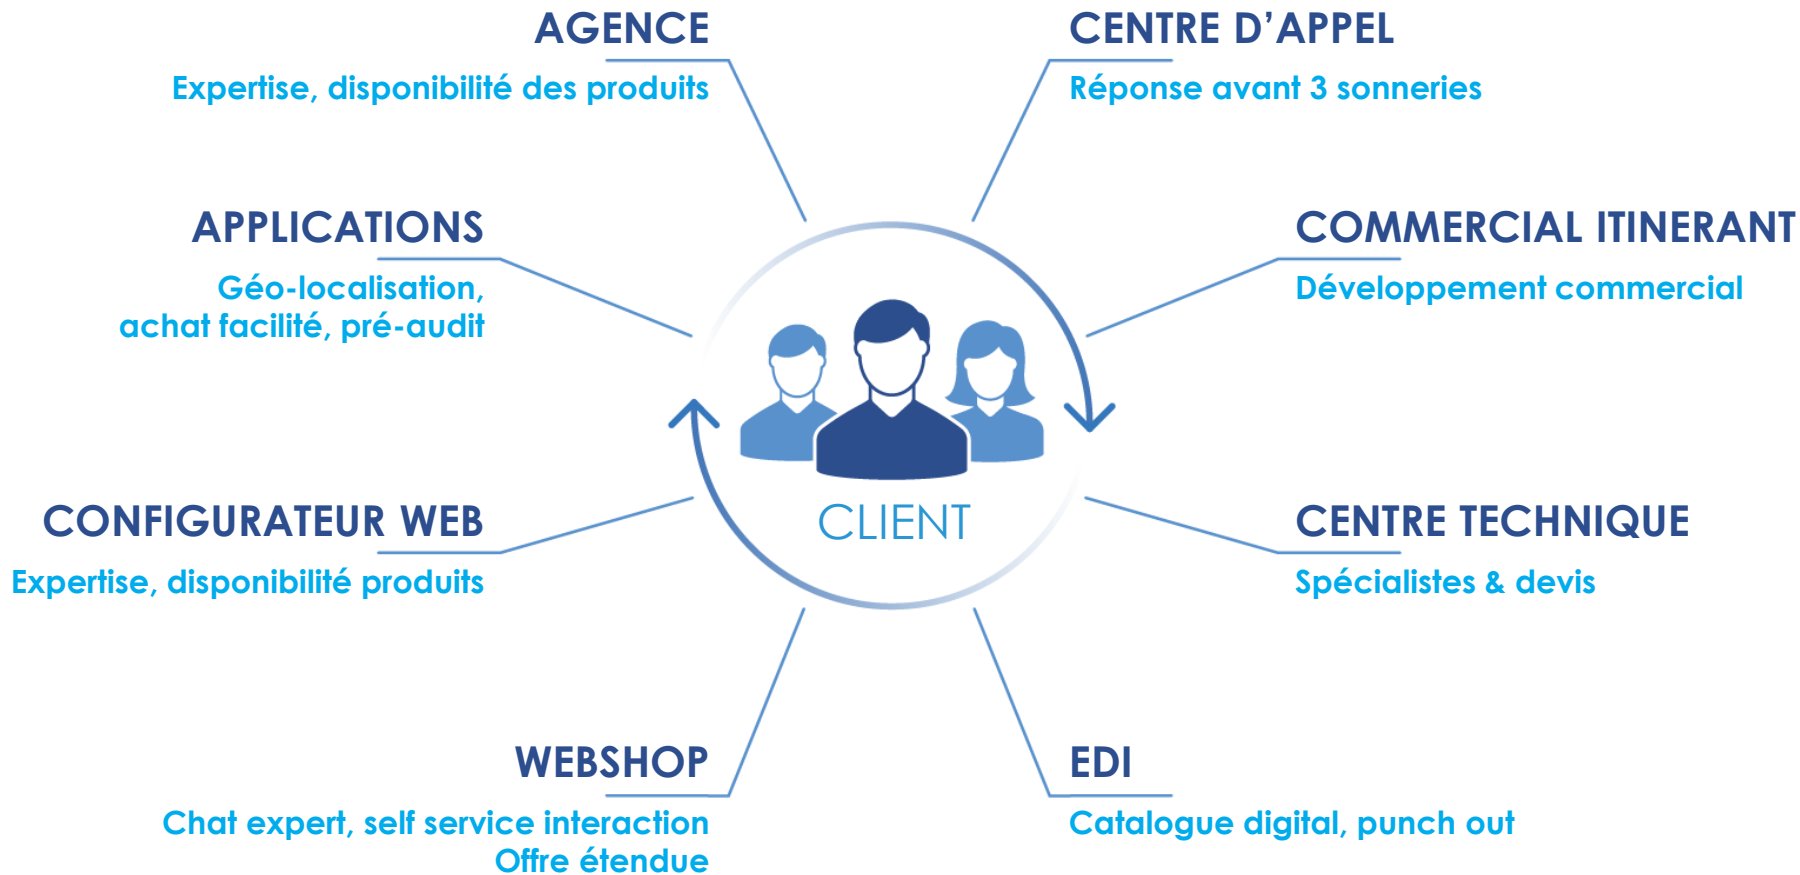 AGENCE
Expertise, disponibilité des produits
CENTRE D’APPEL
Réponse avant 3 sonneries
APPLICATIONS
Géo-localisation,
achat facilité, pré-audit
COMMERCIAL ITINERANT
Développement commercial
CLIENT
CONFIGURATEUR WEB
Expertise, disponibilité produits
CENTRE TECHNIQUE
Spécialistes & devis
WEBSHOP
Chat expert, self service interaction
Offre étendue
EDI
Catalogue digital, punch out